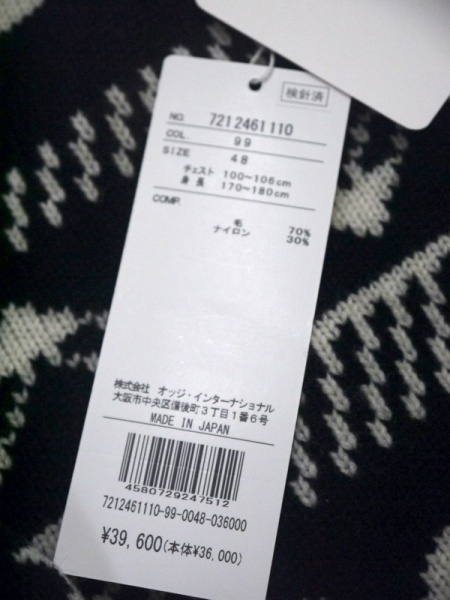 検針済
NO. 7212461110
COL. 99
SIZE 48
チェスト 100~106cm
身長 170~180cm
COMP.
毛 70%
ナイロン 30%
株式会社 オッジ・インターナショナル
大阪市中央区備後町3丁目1番6号
MADE IN JAPAN
4580729247512
7212461110-99-0048-036000
¥39,600(本体¥36,000)